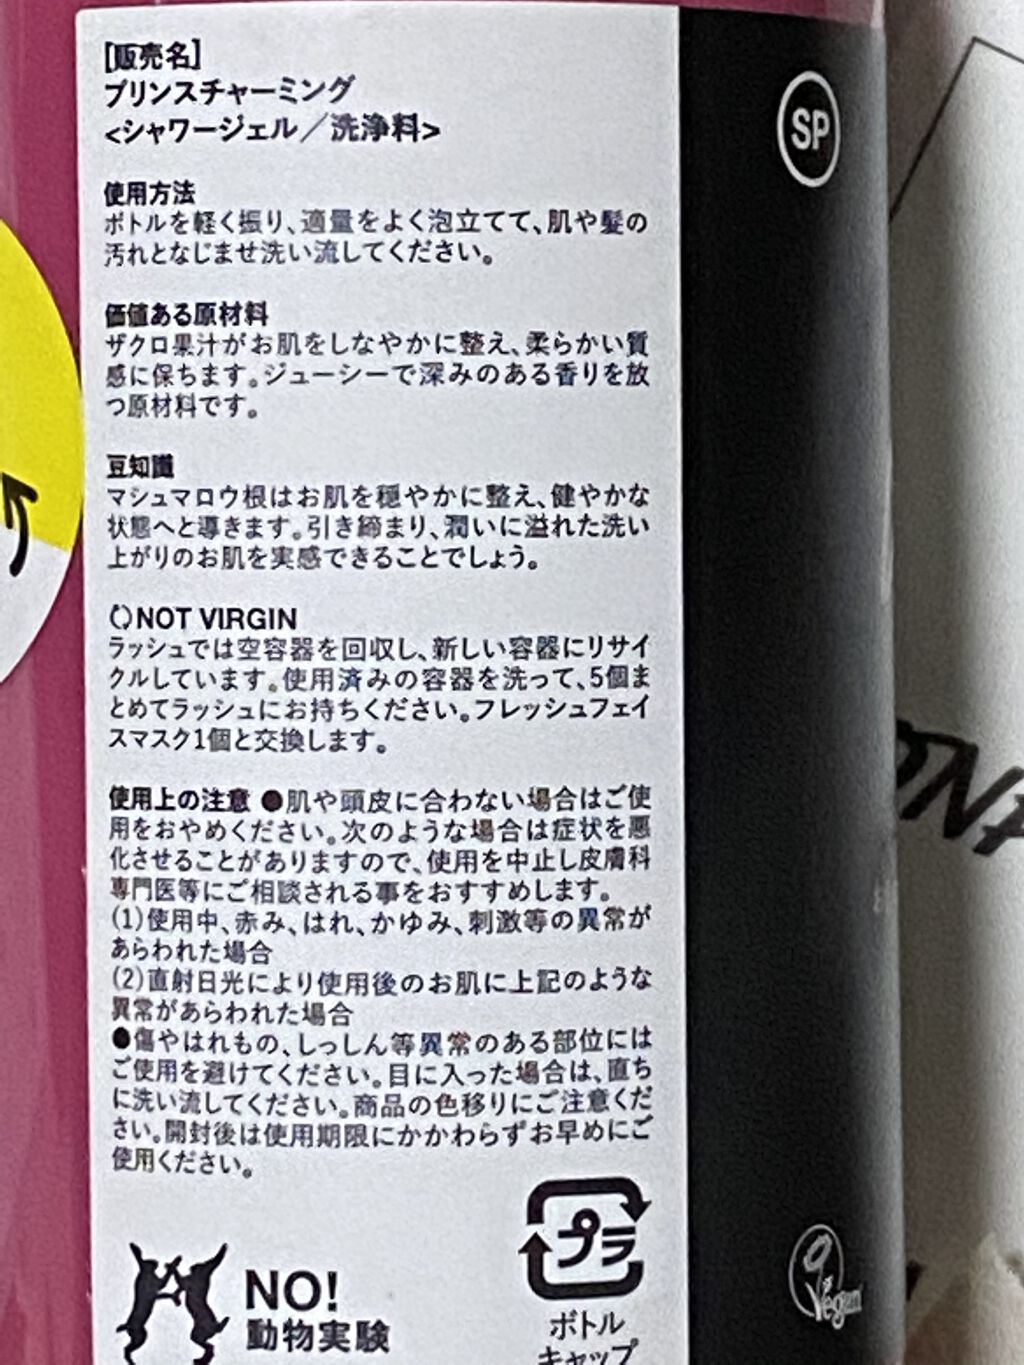 [販売名]
プリンスチャーミング
<シャワージェル／洗浄料>
SP
使用方法
ボトルを軽く振り、適量をよく泡立てて、肌や髪の
汚れとなじませ洗い流してください。
価値ある原材料
ザクロ果汁がお肌をしなやかに整え、柔らかい質
感に保ちます。ジューシーで深みのある香りを放
つ原材料です。
豆知識
マシュマロウ根はお肌を穏やかに整え、健やかな
状態へと導きます。引き締まり、潤いに溢れた洗い
上がりのお肌を実感できることでしょう。
NOT VIRGIN
ラッシュでは空容器を回収し、新しい容器にリサイ
クルしています。使用済みの容器を洗って、5個ま
とめてラッシュにお持ちください。フレッシュフェイ
スマスク1個と交換します。
使用上の注意 ●肌や頭皮に合わない場合はご使
用をおやめください。次のような場合は症状を悪
化させることがありますので、使用を中止し皮膚科
専門医等にご相談される事をおすすめします。
(1)使用中、赤み、はれ、かゆみ、刺激等の異常が
あらわれた場合
(2)直射日光により使用後のお肌に上記のような
異常があらわれた場合
●傷やはれもの、しっしん等異常のある部位には
ご使用を避けてください。目に入った場合は、直ち
に洗い流してください。商品の色移りにご注意くだ
さい。開封後は使用期限にかかわらずお早めにご
使用ください。
NO!
動物実験
プラ
ボトル
キャップ
Vegan